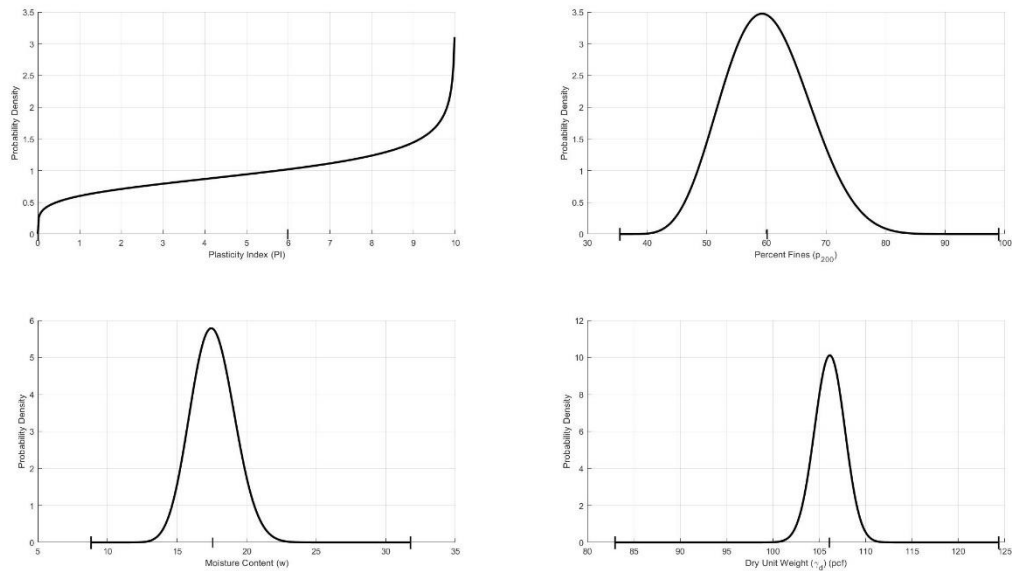 3.5
3
2.5
2
1.5
1
0.5
0
Probability Density
0 1 2 3 4 5 6 7 8 9 10
Plasticity Index (PI)
3.5
3
2.5
2
1.5
1
0.5
0
Probability Density
30 40 50 60 70 80 90 100
Percent Fines (p200)
6
5
4
3
2
1
0
Probability Density
5 10 15 20 25 30 35
Moisture Content (w)
12
10
8
6
4
2
0
Probability Density
80 85 90 95 100 105 110 115 120 125
Dry Unit Weight (γd) (pcf)